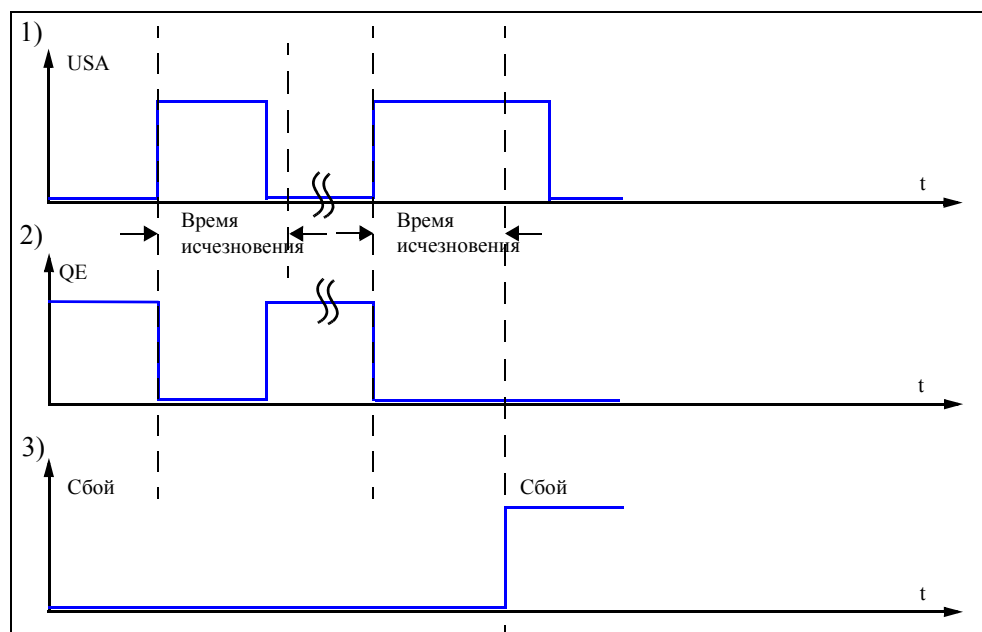 1)
USA
t
Время
исчезновения
Время
исчезновения
2)
QE
t
3)
Сбой
Сбой
t